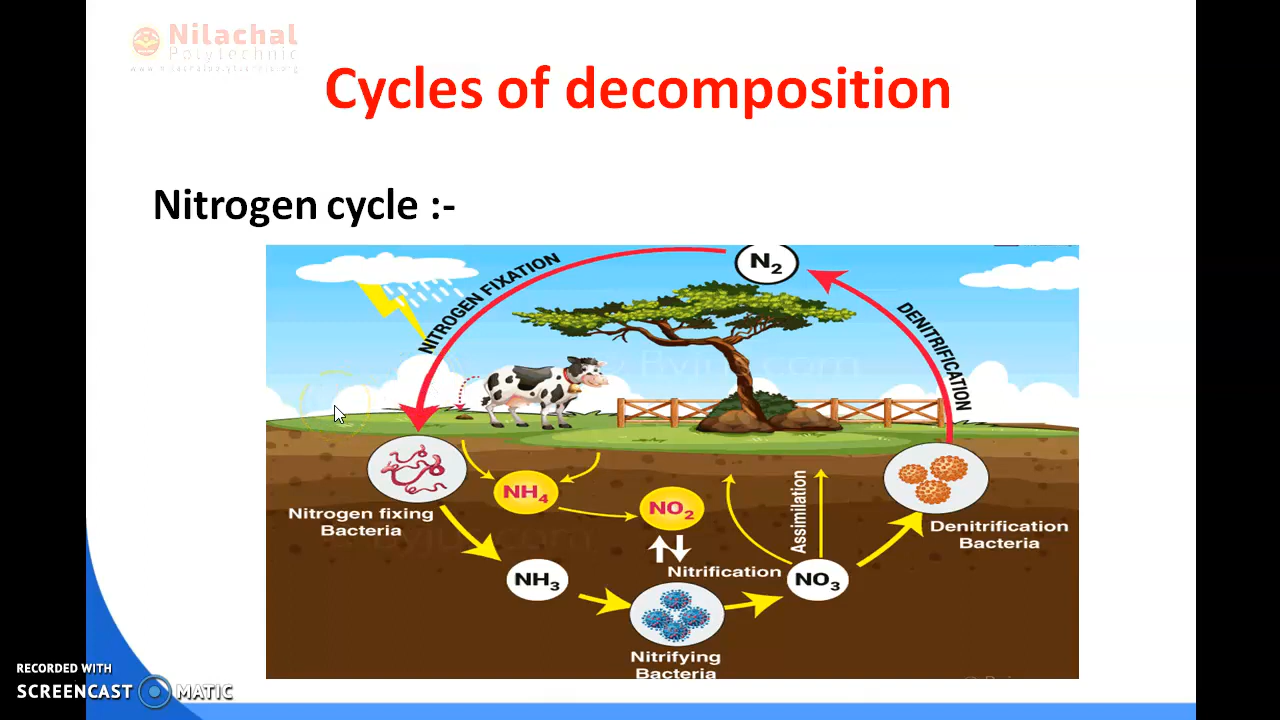 Nilachal
Polytechnic
Cycles of decomposition
Nitrogen cycle :-
N2
NITROGEN FIXATION
DENITRIFICATION
NH4
NO2
Assimilation
Nitrogen fixing
Bacteria
Denitrification
Bacteria
Nitrification
NH3
NO3
Nitrifying
Bacteria
RECORDED WITH
SCREENCAST MATIC